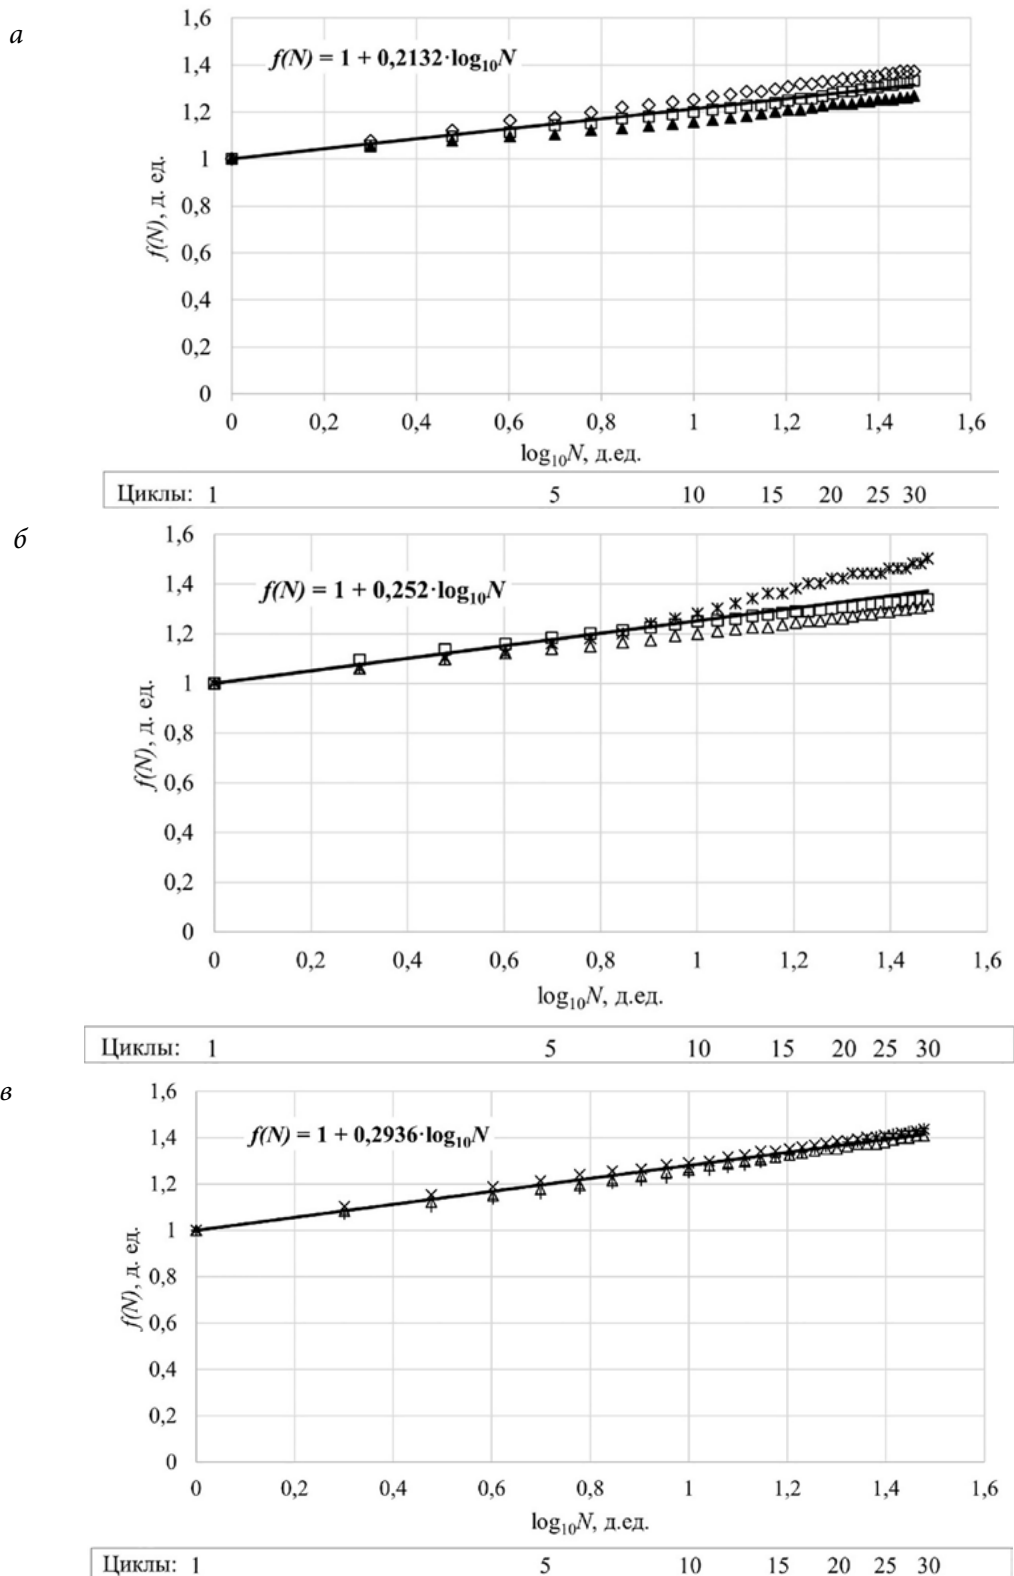 а
1,6
f(N) = 1 + 0,2132·log₁₀N
1,4
1,2
1
0,8
0,6
0,4
0,2
0
f(N), д. ед.
0 0,2 0,4 0,6 0,8 1 1,2 1,4 1,6
log₁₀N, д.ед.
Циклы: 1 5 10 15 20 25 30
б
1,6
f(N) = 1 + 0,252·log₁₀N
1,4
1,2
1
0,8
0,6
0,4
0,2
0
f(N), д. ед.
0 0,2 0,4 0,6 0,8 1 1,2 1,4 1,6
log₁₀N, д.ед.
Циклы: 1 5 10 15 20 25 30
в
1,6
f(N) = 1 + 0,2936·log₁₀N
1,4
1,2
1
0,8
0,6
0,4
0,2
0
f(N), д. ед.
0 0,2 0,4 0,6 0,8 1 1,2 1,4 1,6
log₁₀N, д.ед.
Циклы: 1 5 10 15 20 25 30